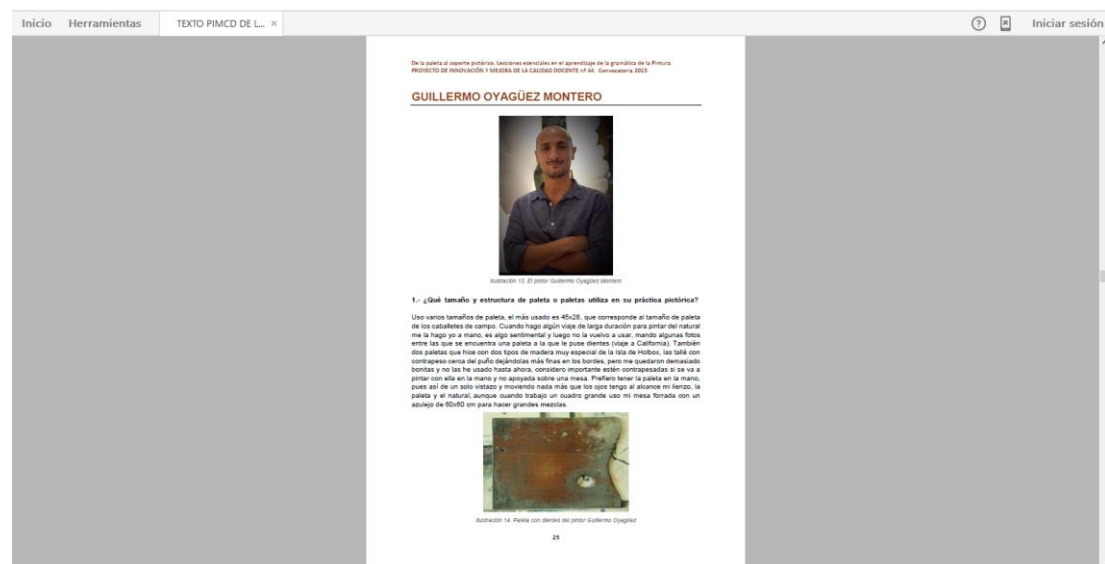 Inicio Herramientas TEXTO PIMCD DE L... × Iniciar sesión
De la paleta al soporte pictórico. Lecciones esenciales en el aprendizaje de la gramática de la Pintura.
PROYECTO DE INNOVACIÓN Y MEJORA DE LA CALIDAD DOCENTE nº 44. Convocatoria 2015
GUILLERMO OYAGÜEZ MONTERO
Ilustración 13. El pintor Guillermo Oyagüez Montero
1.- ¿Qué tamaño y estructura de paleta o paletas utiliza en su práctica pictórica?
Uso varios tamaños de paleta, el más usado es 45x28, que corresponde al tamaño de paleta
de los caballetes de campo. Cuando hago algún viaje de larga duración para pintar del natural
me la hago yo a mano, es algo sentimental y luego no la vuelvo a usar, mando algunas fotos
entre las que se encuentra una paleta a la que le puse dientes (viaje a California). También
dos paletas que hice con dos tipos de madera muy especial de la Isla de Holbox, las tallé con
contrapeso cerca del puño dejándolas más finas en los bordes, pero me quedaron demasiado
bonitas y no las he usado hasta ahora, considero importante estén contrapesadas si se va a
pintar con ella en la mano y no apoyada sobre una mesa. Prefiero tener la paleta en la mano,
pues así de un solo vistazo y moviendo nada más que los ojos tengo al alcance mi lienzo, la
paleta y el natural, aunque cuando trabajo un cuadro grande uso mi mesa forrada con un
azulejo de 60x60 cm para hacer grandes mezclas.
Ilustración 14. Paleta con dientes del pintor Guillermo Oyagüez
25